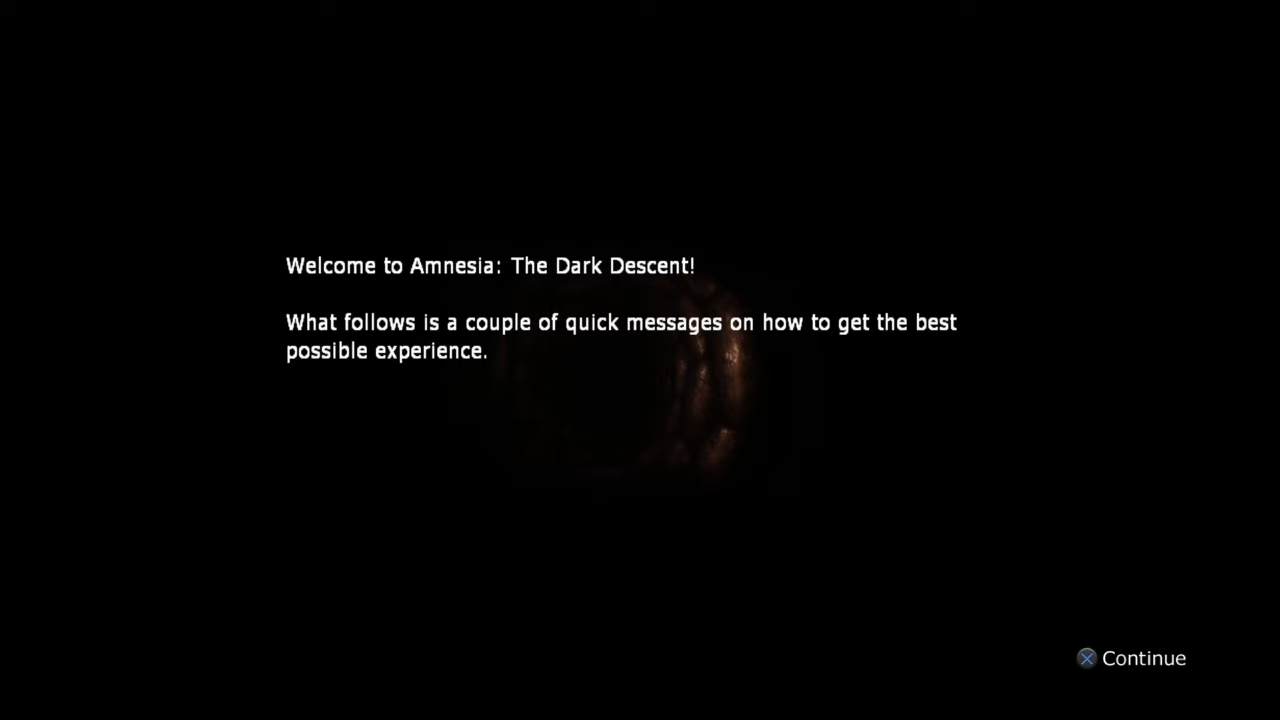 Welcome to Amnesia: The Dark Descent!
What follows is a couple of quick messages on how to get the best
possible experience.
Continue